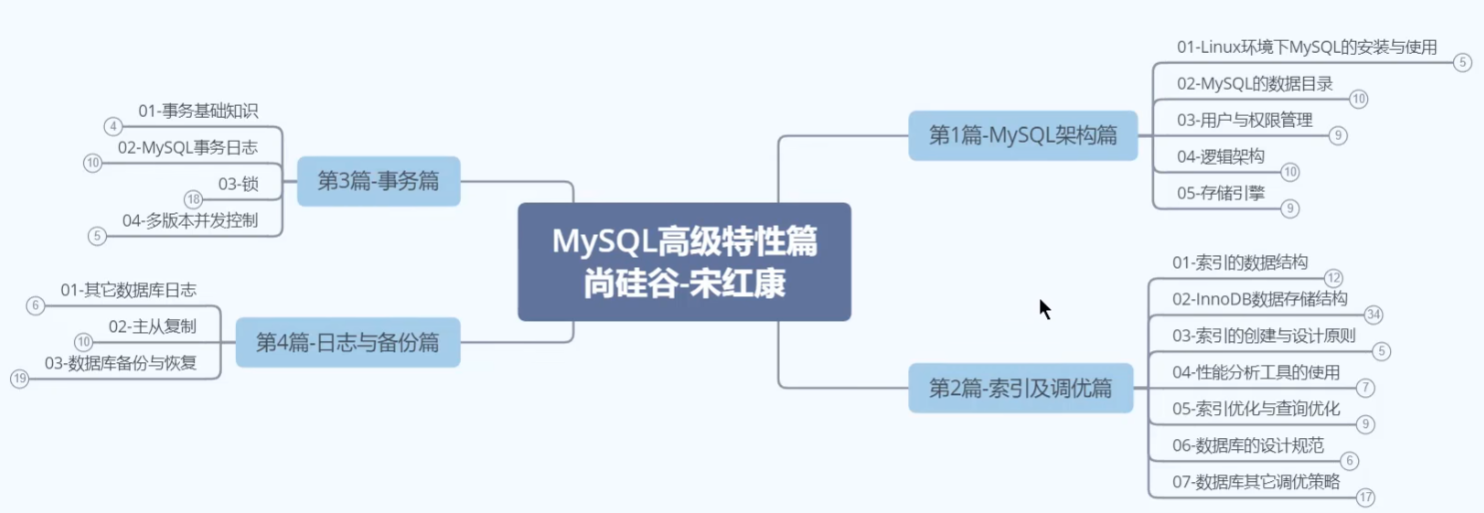 MySQL高级特性篇
尚硅谷-宋红康
第1篇-MySQL架构篇
01-Linux环境下MySQL的安装与使用
5
02-MySQL的数据目录
10
03-用户与权限管理
9
04-逻辑架构
10
05-存储引擎
9
第2篇-索引及调优篇
01-索引的数据结构
12
02-InnoDB数据存储结构
34
03-索引的创建与设计原则
5
04-性能分析工具的使用
7
05-索引优化与查询优化
9
06-数据库的设计规范
6
07-数据库其它调优策略
17
第3篇-事务篇
01-事务基础知识
4
02-MySQL事务日志
10
03-锁
18
04-多版本并发控制
5
第4篇-日志与备份篇
01-其它数据库日志
6
02-主从复制
10
03-数据库备份与恢复
19